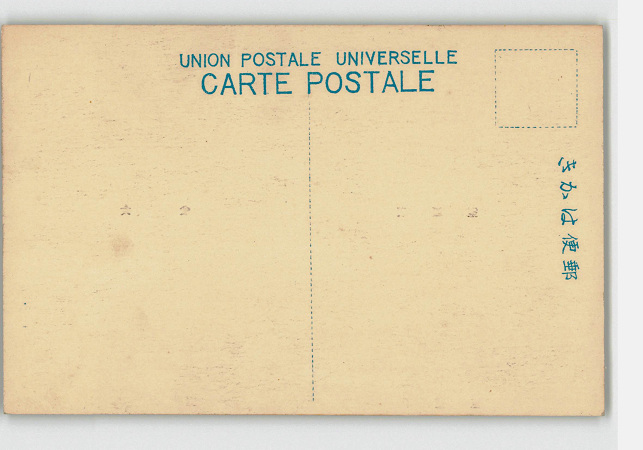 UNION POSTALE UNIVERSELLE
CARTE POSTALE
郵便はかき